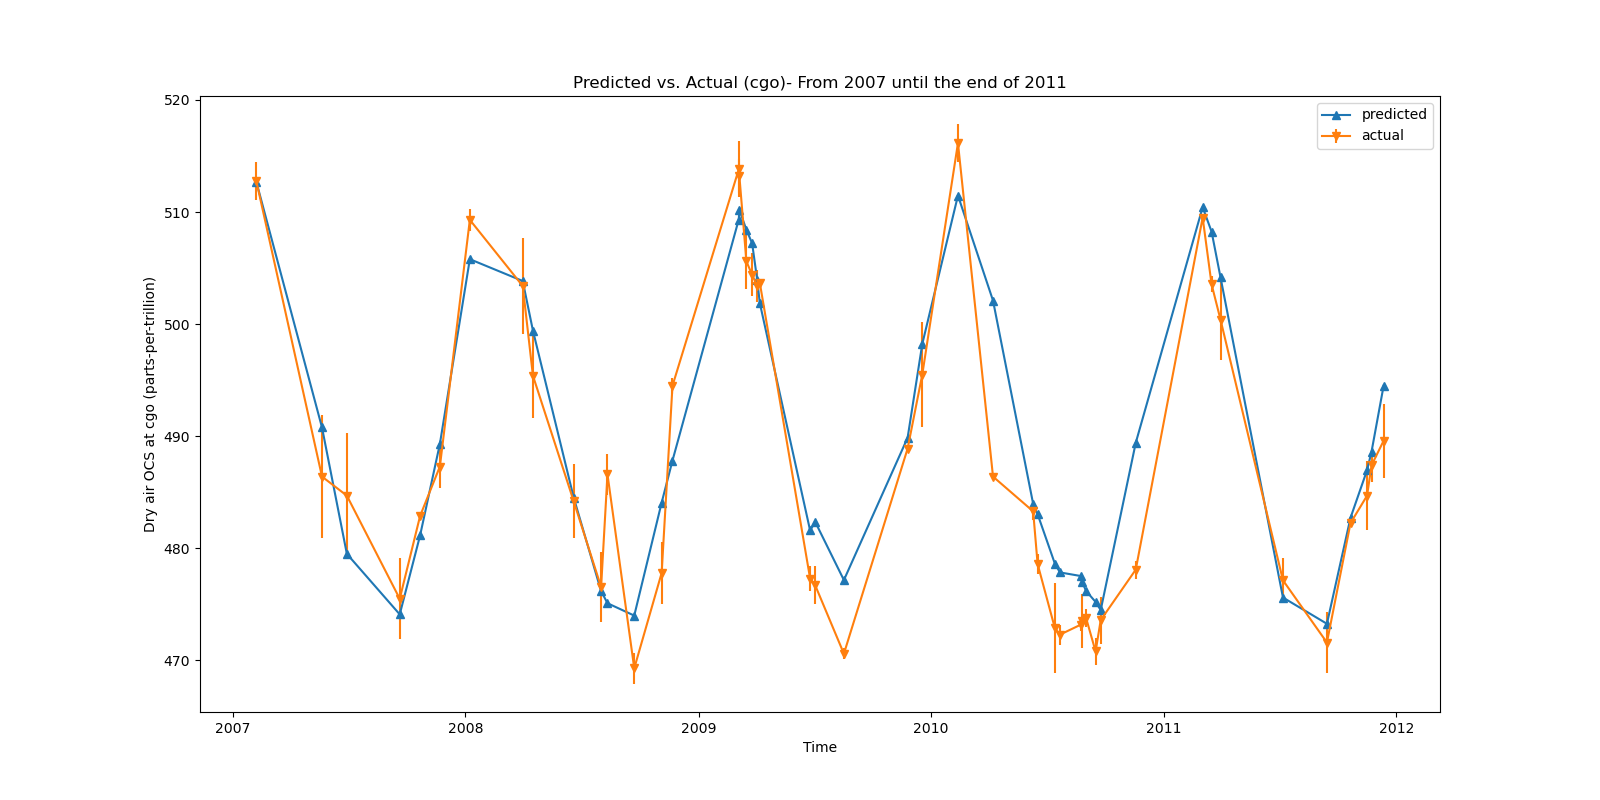 Predicted vs. Actual (cgo)- From 2007 until the end of 2011
predicted
actual
Dry air OCS at cgo (parts-per-trillion)
520
510
500
490
480
470
2007 2008 2009 2010 2011 2012
Time